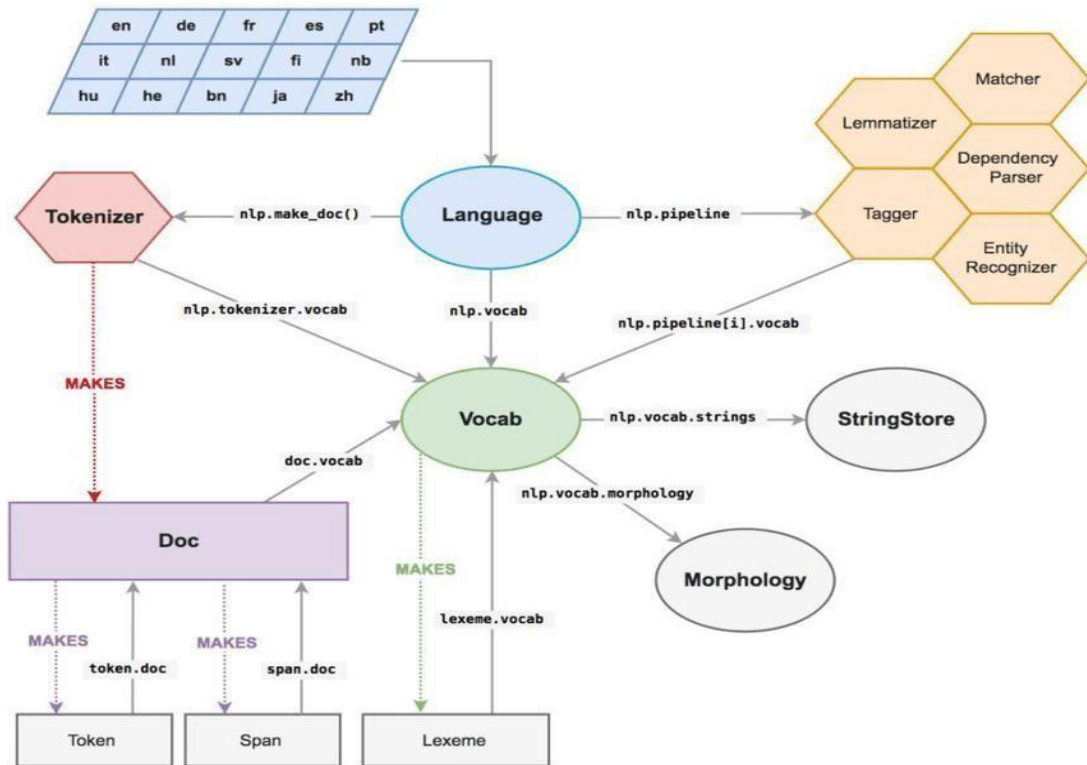 en de fr es pt
it nl sv fi nb
hu he bn ja zh
Matcher
Lemmatizer
Dependency
Parser
Tokenizer
nlp.make_doc()
Language
nlp.pipeline
Tagger
Entity
Recognizer
nlp.tokenizer.vocab
nlp.vocab
nlp.pipeline[i].vocab
MAKES
Vocab
nlp.vocab.strings
StringStore
doc.vocab
nlp.vocab.morphology
Doc
MAKES
Morphology
MAKES
MAKES
lexeme.vocab
token.doc
span.doc
Token
Span
Lexeme